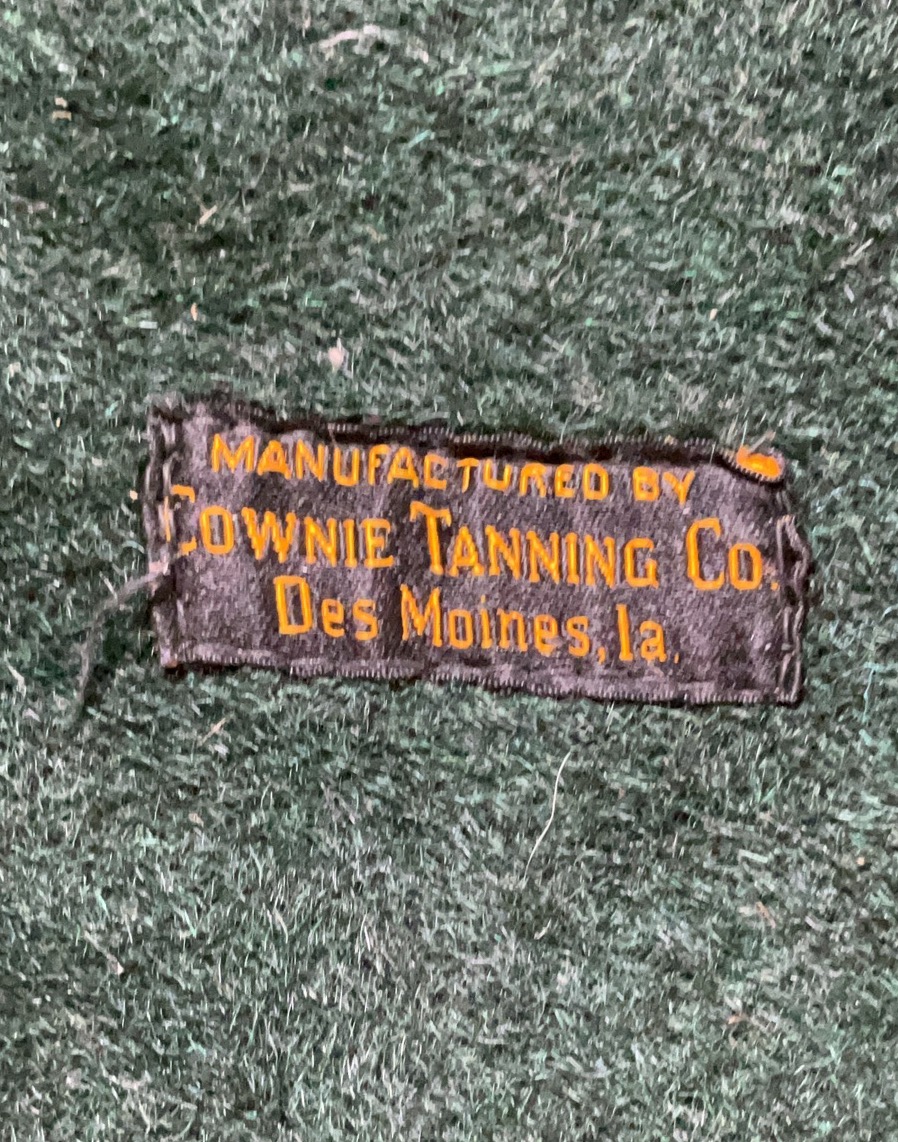 MANUFACTURED BY
COWNIE TANNING CO.
Des Moines, Ia.